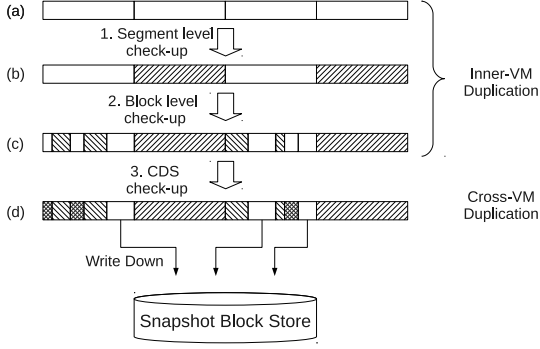 (a)
1. Segment level
check-up
(b)
Inner-VM
Duplication
2. Block level
check-up
(c)
3. CDS
check-up
(d)
Cross-VM
Duplication
Write Down
Snapshot Block Store